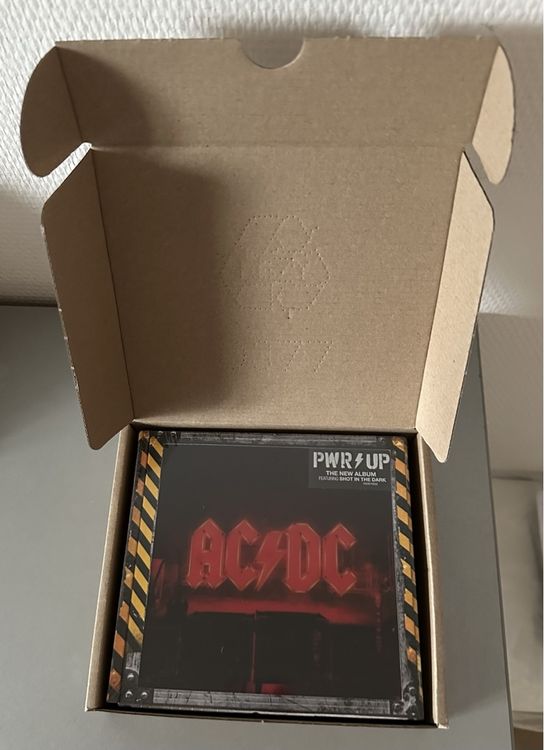 PWR⚡UP
THE NEW ALBUM
FEATURING SHOT IN THE DARK
AC⚡DC